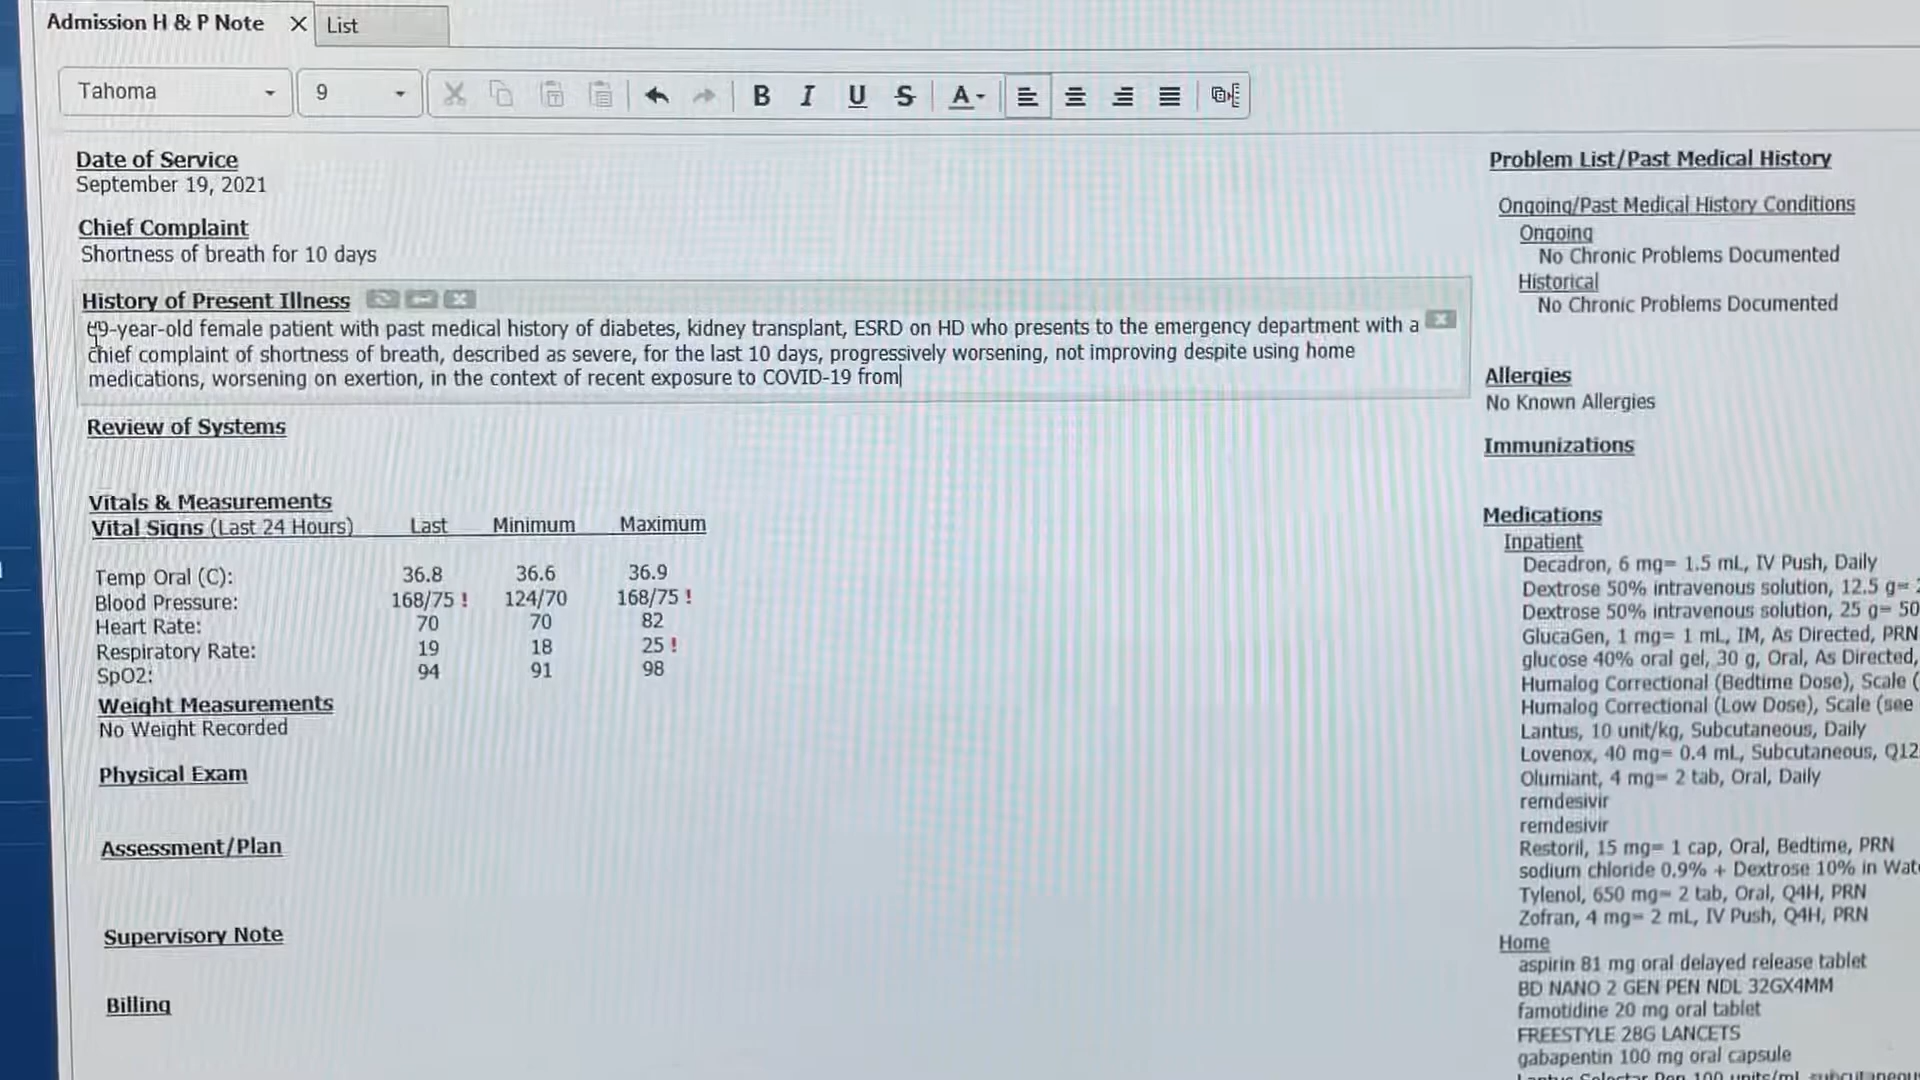 Admission H & P Note
List
Tahoma
9
B I U S A
Date of Service
September 19, 2021
Chief Complaint
Shortness of breath for 10 days
History of Present Illness
-year-old female patient with past medical history of diabetes, kidney transplant, ESRD on HD who presents to the emergency department with a
chief complaint of shortness of breath, described as severe, for the last 10 days, progressively worsening, not improving despite using home
medications, worsening on exertion, in the context of recent exposure to COVID-19 from
Review of Systems
Vitals & Measurements
Vital Signs (Last 24 Hours) Last Minimum Maximum
Temp Oral (C): 36.8 36.6 36.9
Blood Pressure: 168/75 ! 124/70 168/75 !
Heart Rate: 70 70 82
Respiratory Rate: 19 18 25 !
SpO2: 94 91 98
Weight Measurements
No Weight Recorded
Physical Exam
Assessment/Plan
Supervisory Note
Billing
Problem List/Past Medical History
Ongoing/Past Medical History Conditions
Ongoing
No Chronic Problems Documented
Historical
No Chronic Problems Documented
Allergies
No Known Allergies
Immunizations
Medications
Inpatient
Decadron, 6 mg= 1.5 mL, IV Push, Daily
Dextrose 50% intravenous solution, 12.5 g=
Dextrose 50% intravenous solution, 25 g= 50
GlucaGen, 1 mg= 1 mL, IM, As Directed, PRN
glucose 40% oral gel, 30 g, Oral, As Directed,
Humalog Correctional (Bedtime Dose), Scale (
Humalog Correctional (Low Dose), Scale (see
Lantus, 10 unit/kg, Subcutaneous, Daily
Lovenox, 40 mg= 0.4 mL, Subcutaneous, Q12
Olumiant, 4 mg= 2 tab, Oral, Daily
remdesivir
remdesivir
Restoril, 15 mg= 1 cap, Oral, Bedtime, PRN
sodium chloride 0.9% + Dextrose 10% in Wat
Tylenol, 650 mg= 2 tab, Oral, Q4H, PRN
Zofran, 4 mg= 2 mL, IV Push, Q4H, PRN
Home
aspirin 81 mg oral delayed release tablet
BD NANO 2 GEN PEN NDL 32GX4MM
famotidine 20 mg oral tablet
FREESTYLE 28G LANCETS
gabapentin 100 mg oral capsule